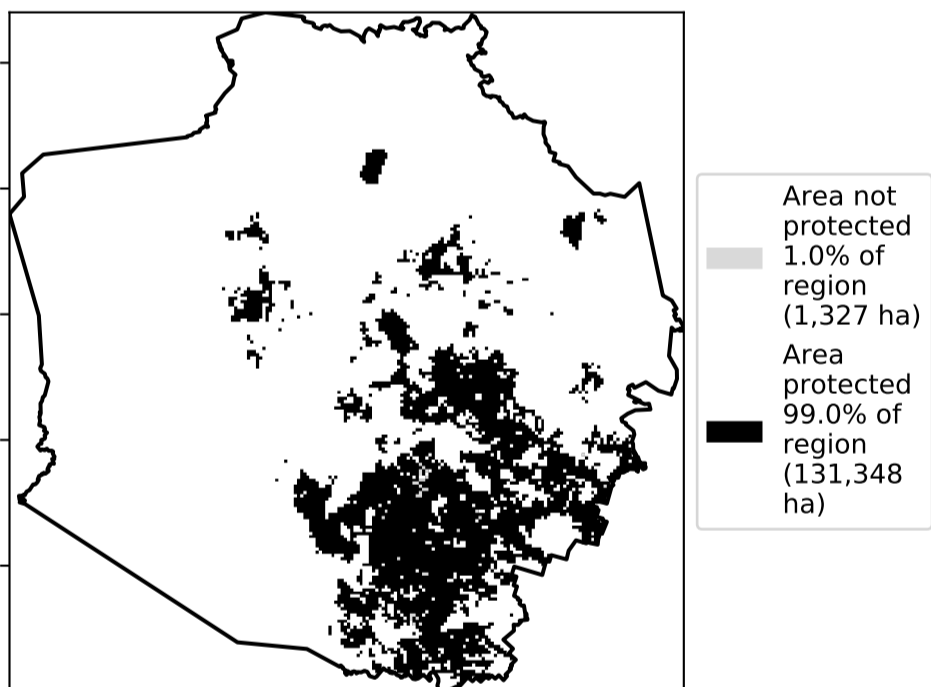 Area not
protected
1.0% of
region
(1,327 ha)
Area
protected
99.0% of
region
(131,348
ha)